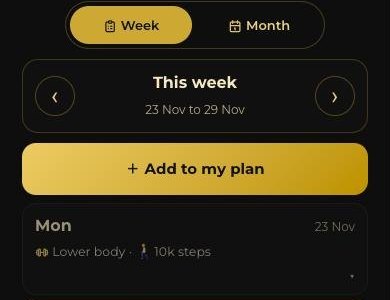 Week Month
This week
23 Nov to 29 Nov
+ Add to my plan
Mon 23 Nov
Lower body · 10k steps